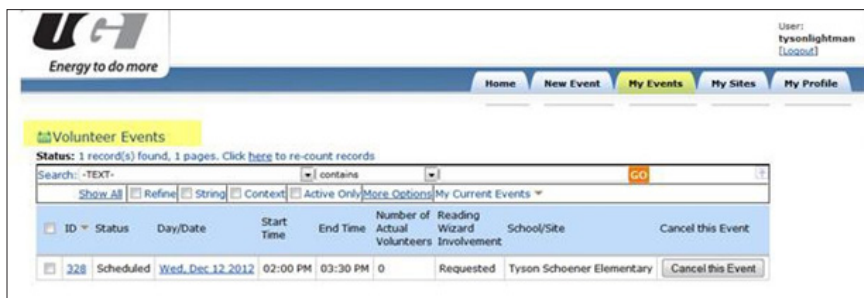 UGI
Energy to do more
User:
tysonlightman
[Logout]
Home New Event My Events My Sites My Profile
Volunteer Events
Status: 1 record(s) found, 1 pages. Click here to re-count records
Search: -TEXT- contains GO
Show All Refine String Context Active Only More Options My Current Events
ID Status Day/Date Start Time End Time Number of Actual Volunteers Reading Wizard Involvement School/Site Cancel this Event
328 Scheduled Wed, Dec 12 2012 02:00 PM 03:30 PM 0 Requested Tyson Schoener Elementary Cancel this Event